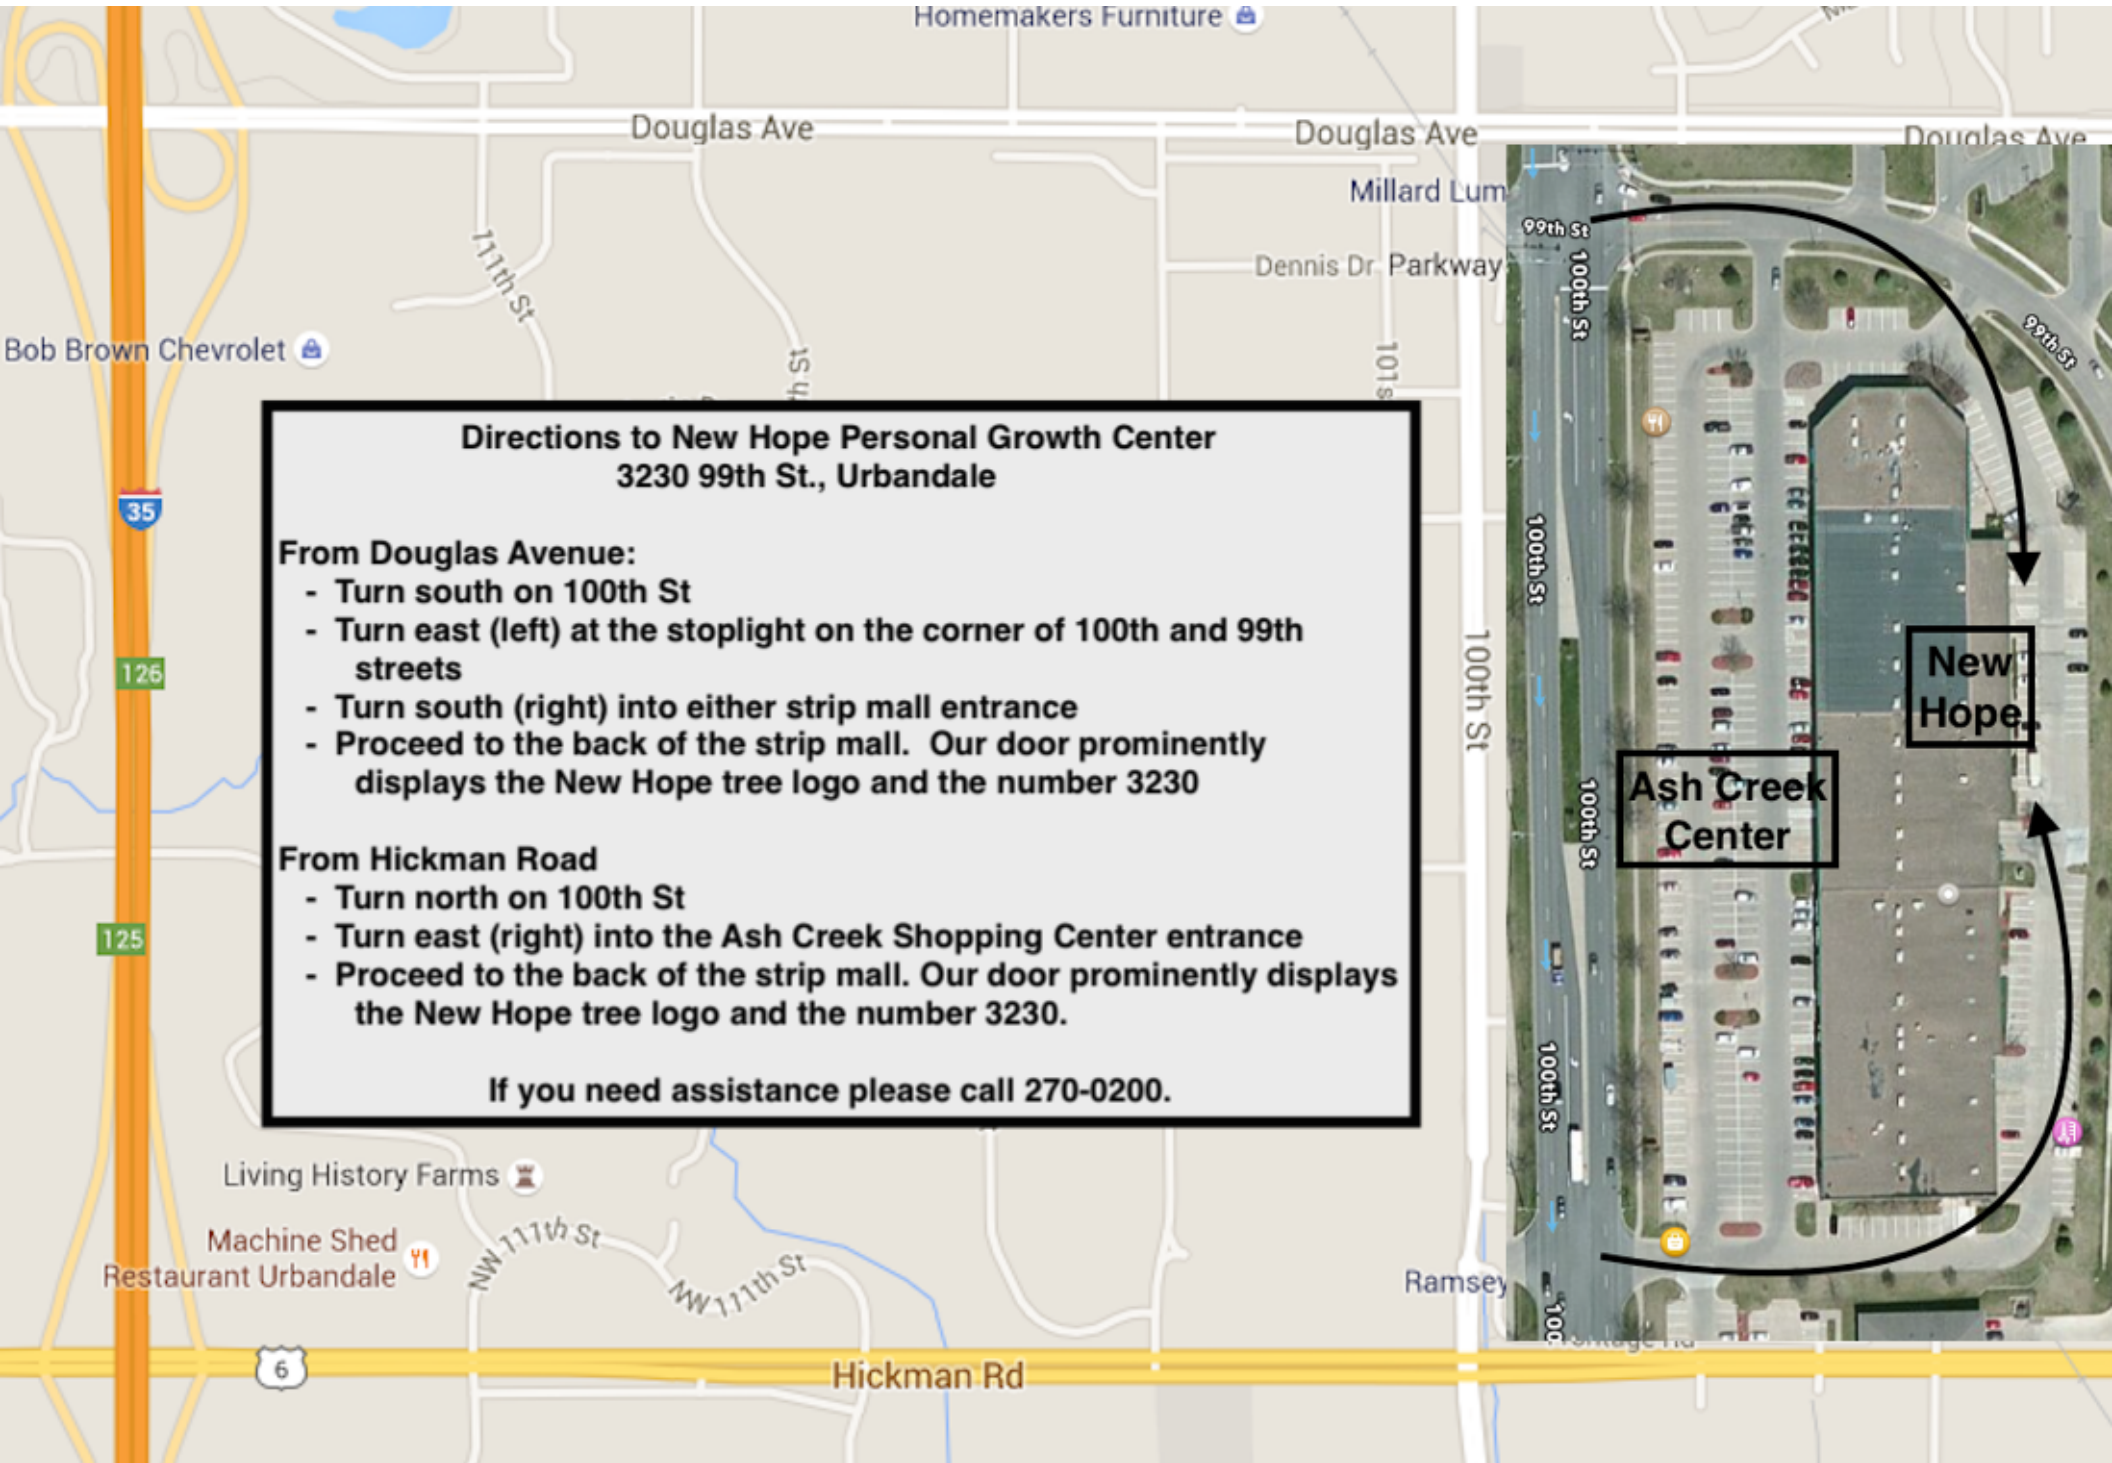 Homemakers Furniture
Douglas Ave
Douglas Ave
Douglas Ave
Millard Lum
99th St
Dennis Dr Parkway
100th St
111th St
99th St
Bob Brown Chevrolet
th St
101s
Directions to New Hope Personal Growth Center
3230 99th St., Urbandale
From Douglas Avenue:
- Turn south on 100th St
- Turn east (left) at the stoplight on the corner of 100th and 99th
streets
- Turn south (right) into either strip mall entrance
- Proceed to the back of the strip mall.  Our door prominently
displays the New Hope tree logo and the number 3230
From Hickman Road
- Turn north on 100th St
- Turn east (right) into the Ash Creek Shopping Center entrance
- Proceed to the back of the strip mall. Our door prominently displays
the New Hope tree logo and the number 3230.
If you need assistance please call 270-0200.
35
126
125
100th St
100th St
New
Hope
Ash Creek
Center
100th St
100th St
100
Living History Farms
Machine Shed
Restaurant Urbandale
NW 111th St
NW 111th St
Ramsey
6
Hickman Rd